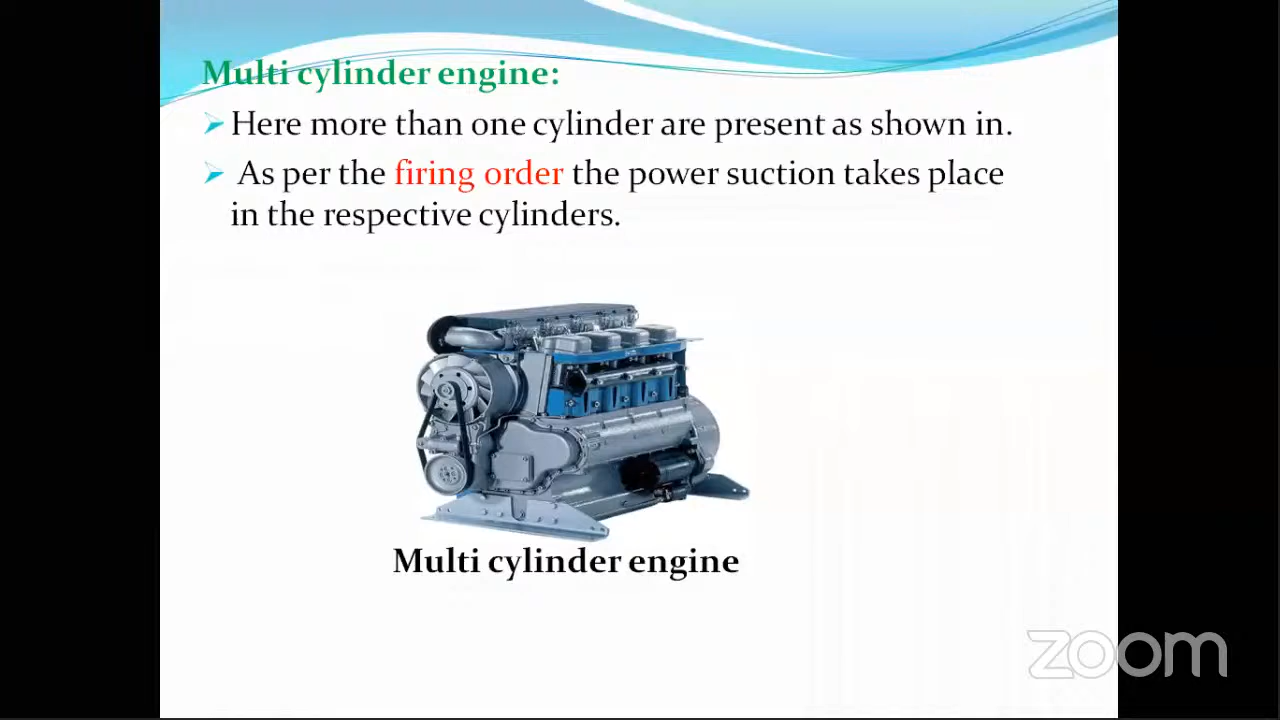 Multi cylinder engine:
Here more than one cylinder are present as shown in.
As per the firing order the power suction takes place
in the respective cylinders.
Multi cylinder engine
zoom